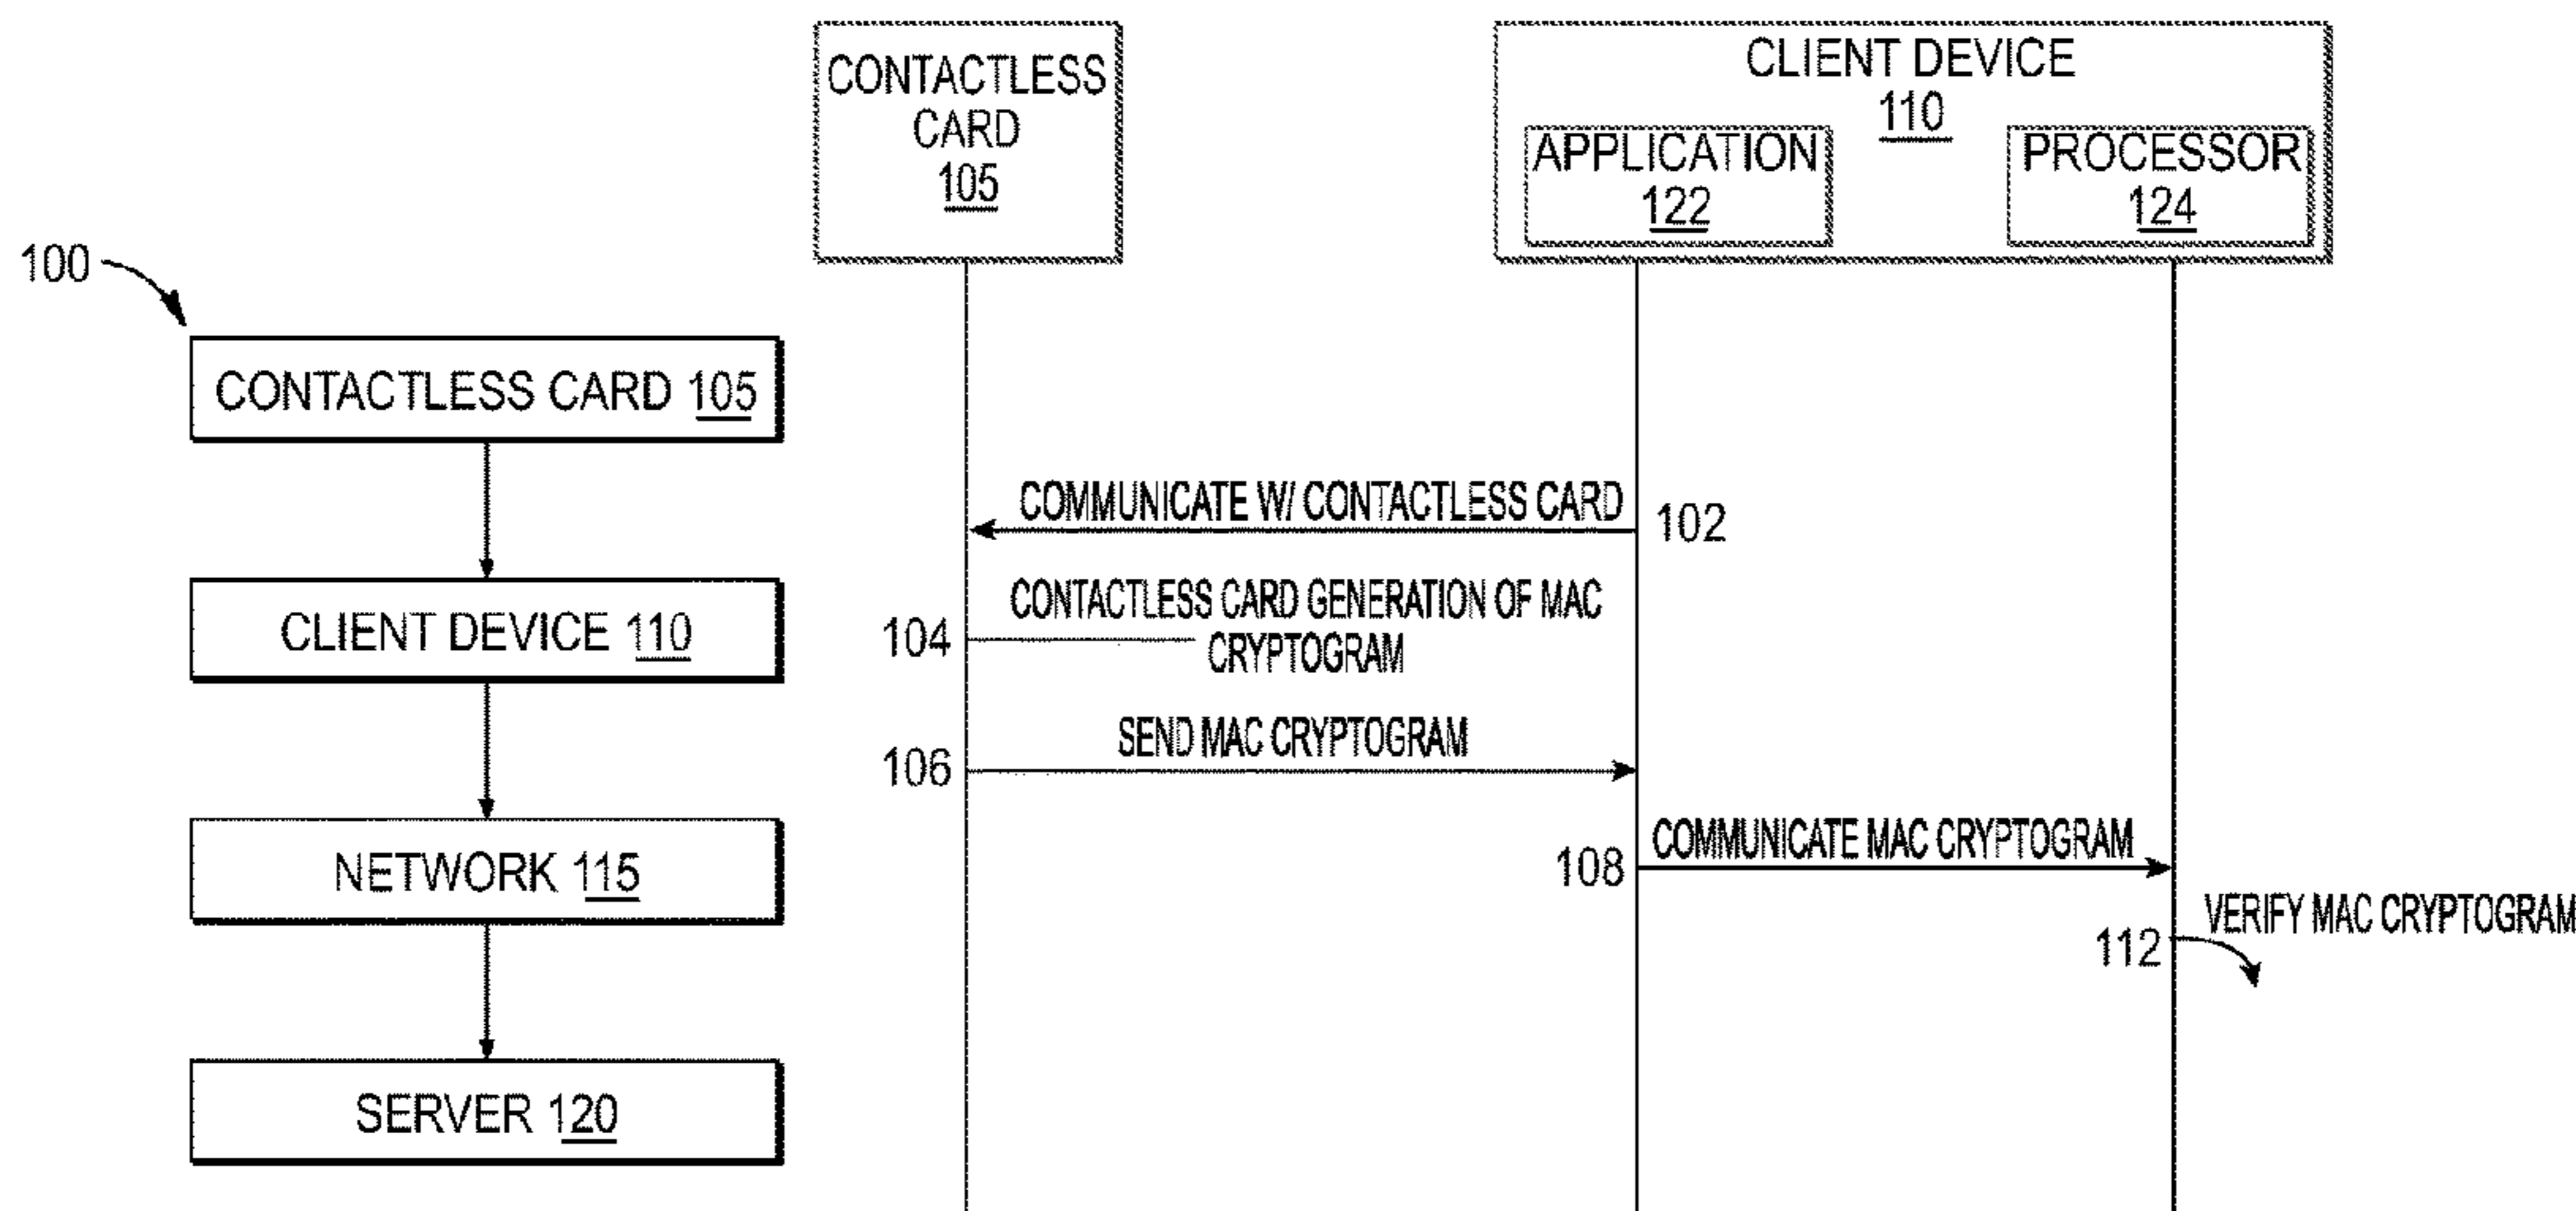 100
CONTACTLESS CARD 105
CLIENT DEVICE 110
NETWORK 115
SERVER 120
CONTACTLESS
CARD
105
CLIENT DEVICE
110
APPLICATION
122
PROCESSOR
124
COMMUNICATE W/ CONTACTLESS CARD
102
CONTACTLESS CARD GENERATION OF MAC
CRYPTOGRAM
104
SEND MAC CRYPTOGRAM
106
COMMUNICATE MAC CRYPTOGRAM
108
VERIFY MAC CRYPTOGRAM
112